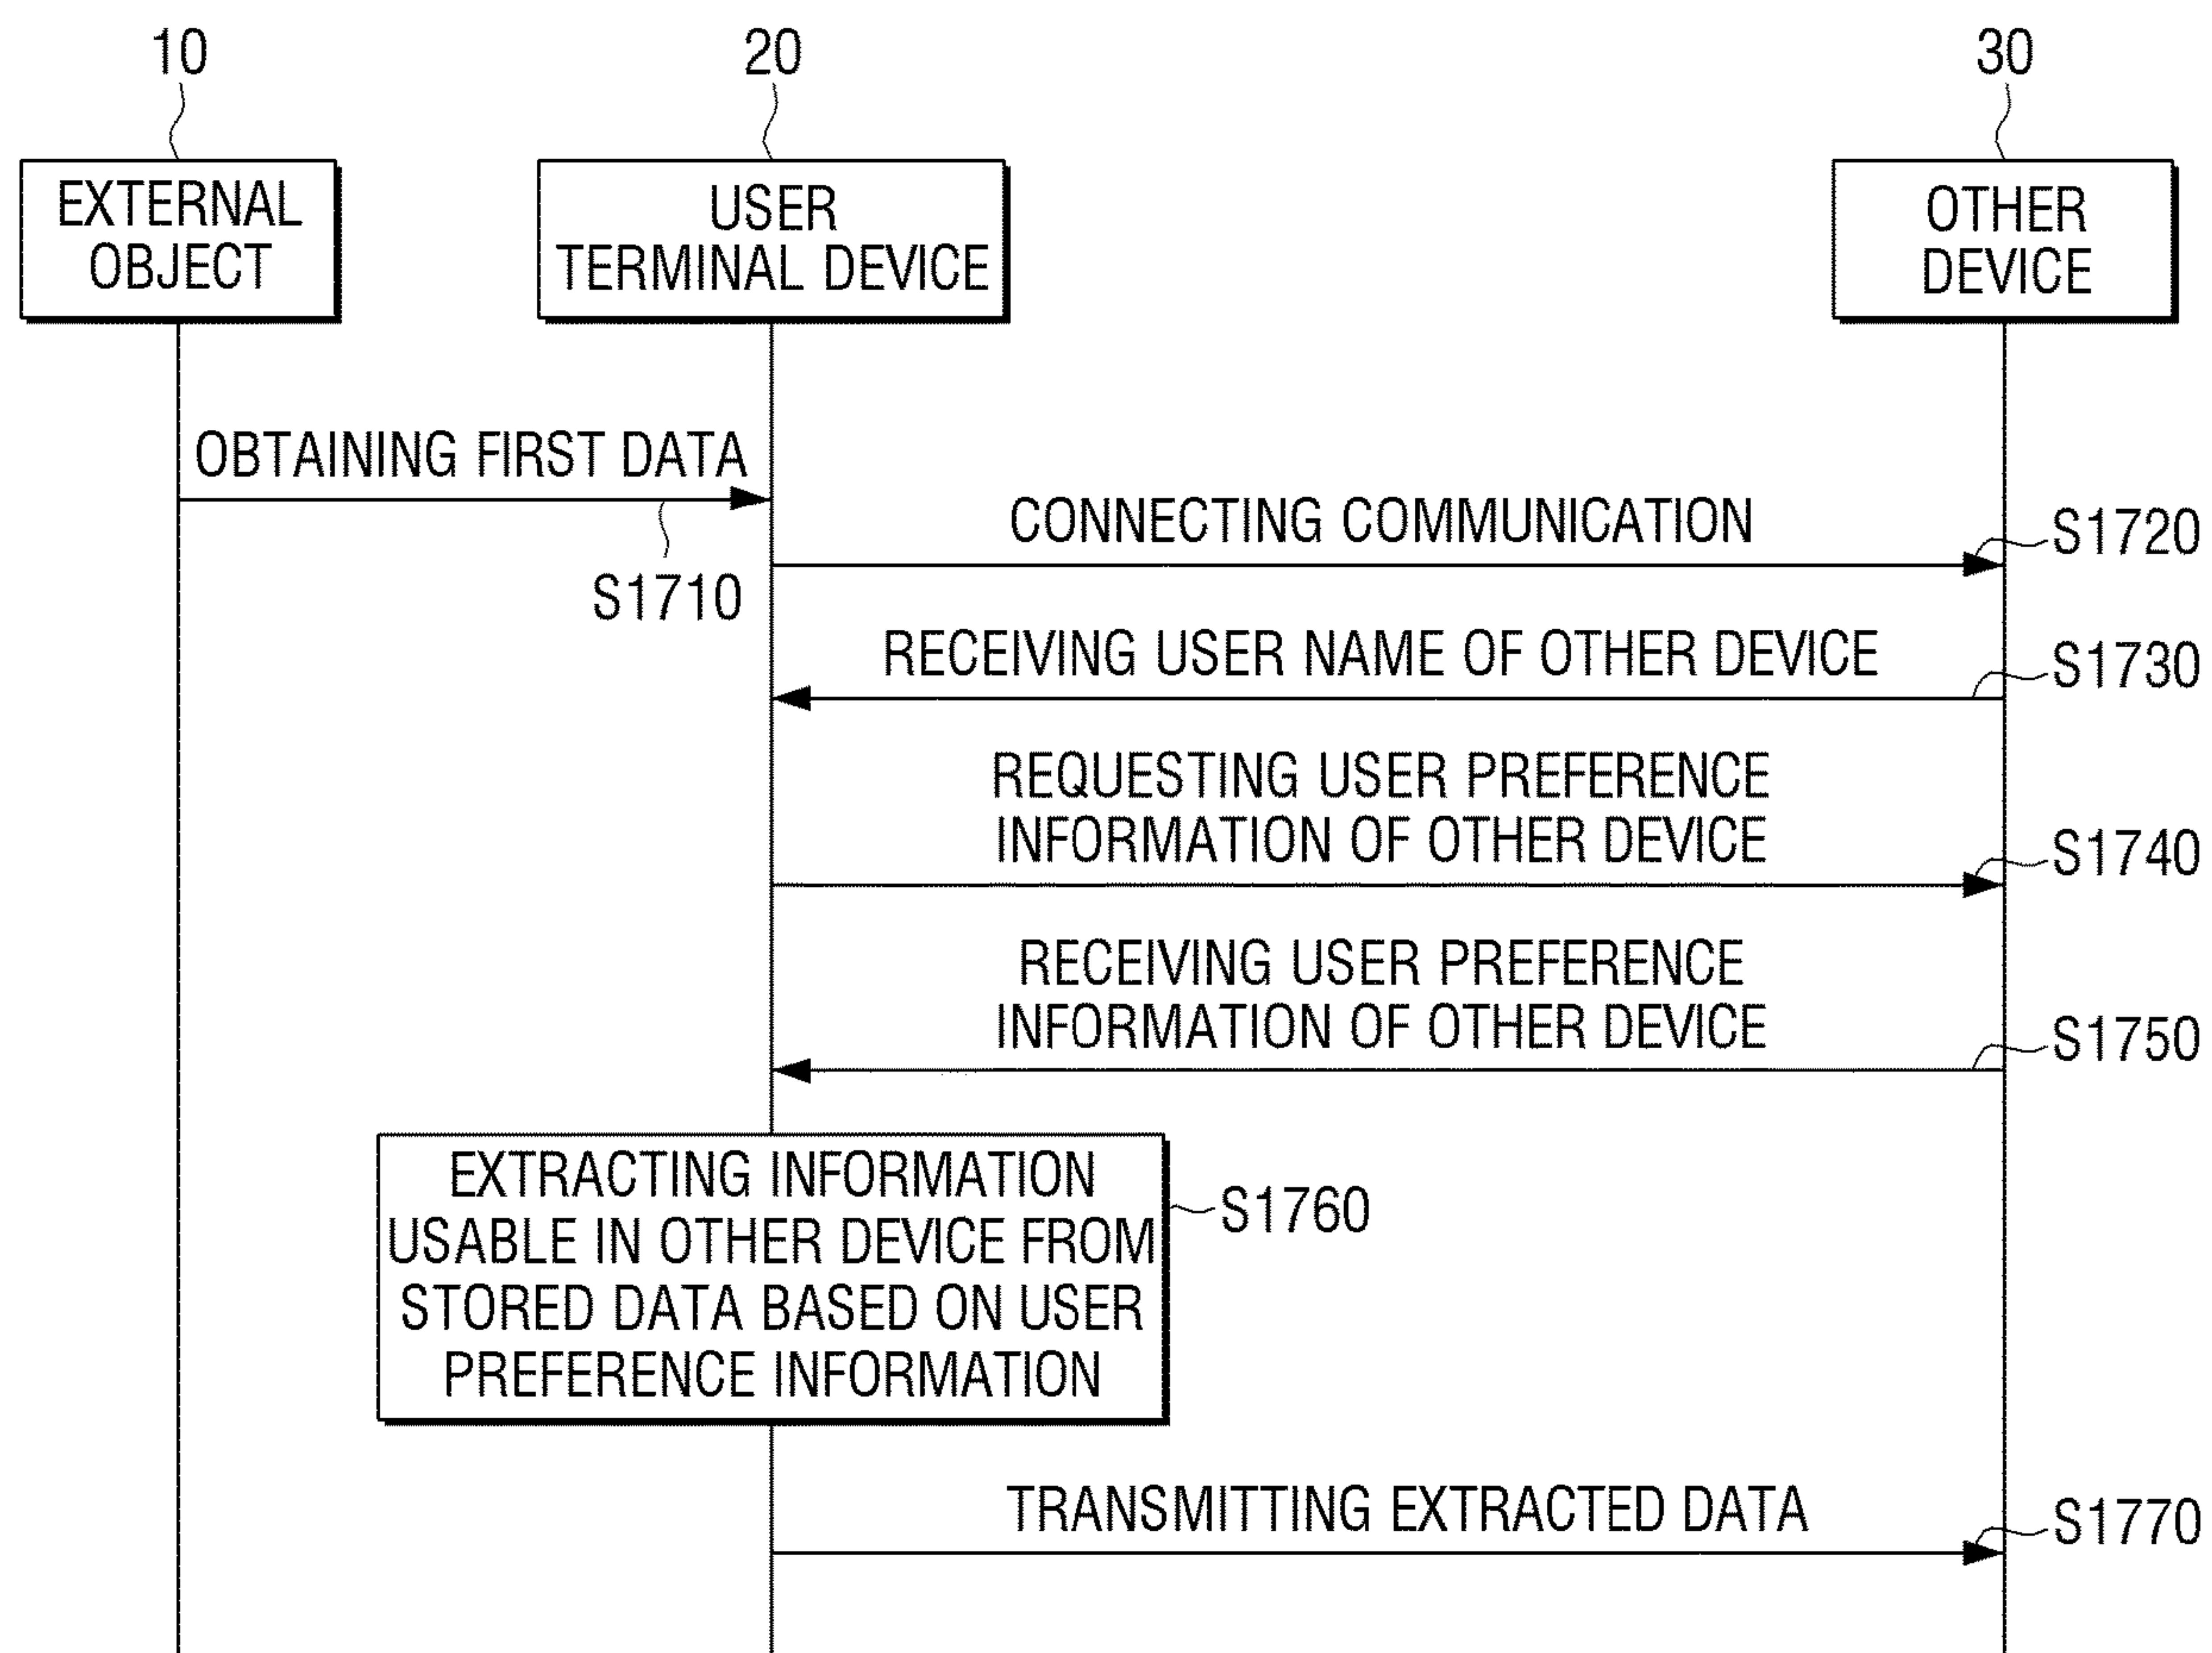 10
20
30
EXTERNAL
OBJECT
USER
TERMINAL DEVICE
OTHER
DEVICE
OBTAINING FIRST DATA
S1710
CONNECTING COMMUNICATION
S1720
RECEIVING USER NAME OF OTHER DEVICE
S1730
REQUESTING USER PREFERENCE
INFORMATION OF OTHER DEVICE
S1740
RECEIVING USER PREFERENCE
INFORMATION OF OTHER DEVICE
S1750
EXTRACTING INFORMATION
USABLE IN OTHER DEVICE FROM
STORED DATA BASED ON USER
PREFERENCE INFORMATION
S1760
TRANSMITTING EXTRACTED DATA
S1770